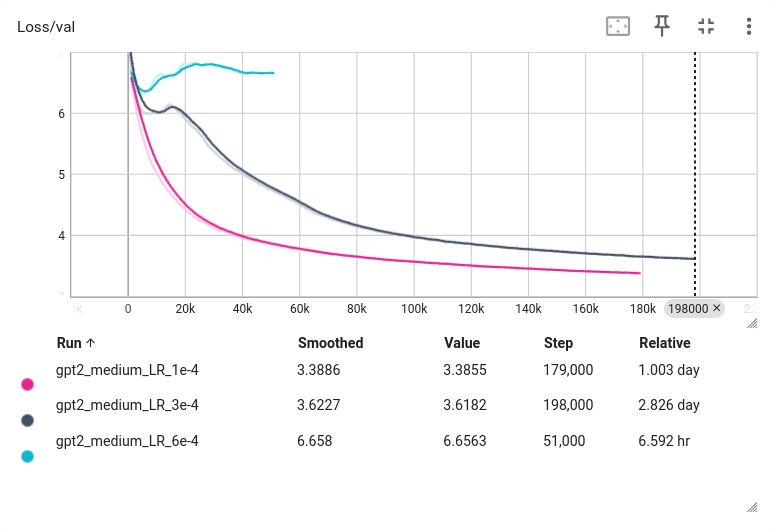 Loss/val
6
5
4
0 20k 40k 60k 80k 100k 120k 140k 160k 180k 198000 ×
Run ↑ Smoothed Value Step Relative
gpt2_medium_LR_1e-4 3.3886 3.3855 179,000 1.003 day
gpt2_medium_LR_3e-4 3.6227 3.6182 198,000 2.826 day
gpt2_medium_LR_6e-4 6.658 6.6563 51,000 6.592 hr